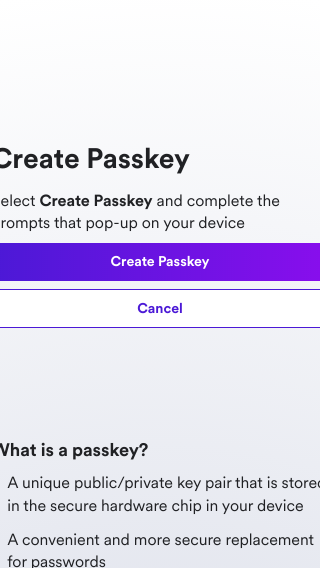 Create Passkey
elect Create Passkey and complete the
rompts that pop-up on your device
Create Passkey
Cancel
What is a passkey?
A unique public/private key pair that is stored
in the secure hardware chip in your device
A convenient and more secure replacement
for passwords